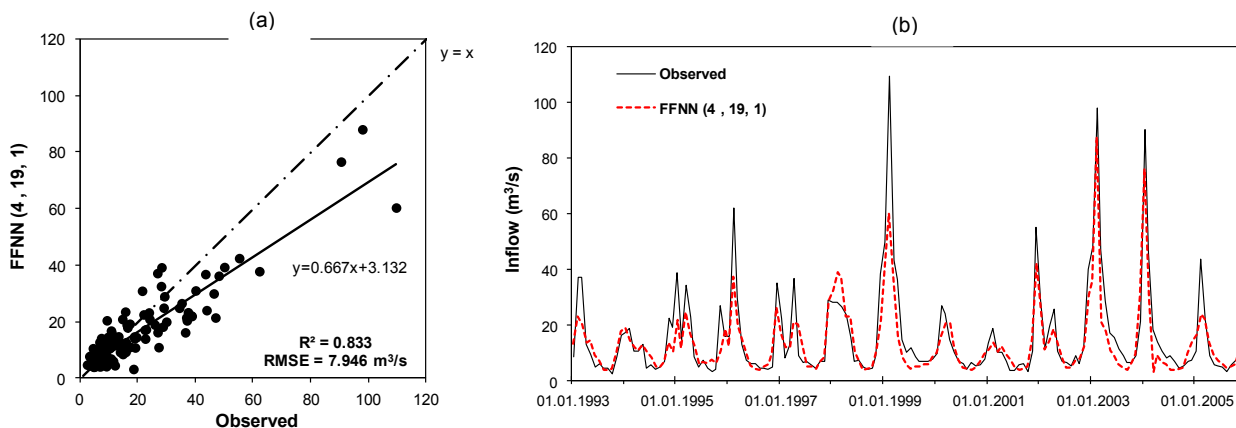 (a)
120
100
80
60
40
20
0
0 20 40 60 80 100 120
FFNN (4 , 19, 1)
Observed
y = x
y=0.667x+3.132
R² = 0.833
RMSE = 7.946 m³/s
(b)
120
100
80
60
40
20
0
Inflow (m³/s)
Observed
FFNN (4 , 19, 1)
01.01.1993 01.01.1995 01.01.1997 01.01.1999 01.01.2001 01.01.2003 01.01.2005